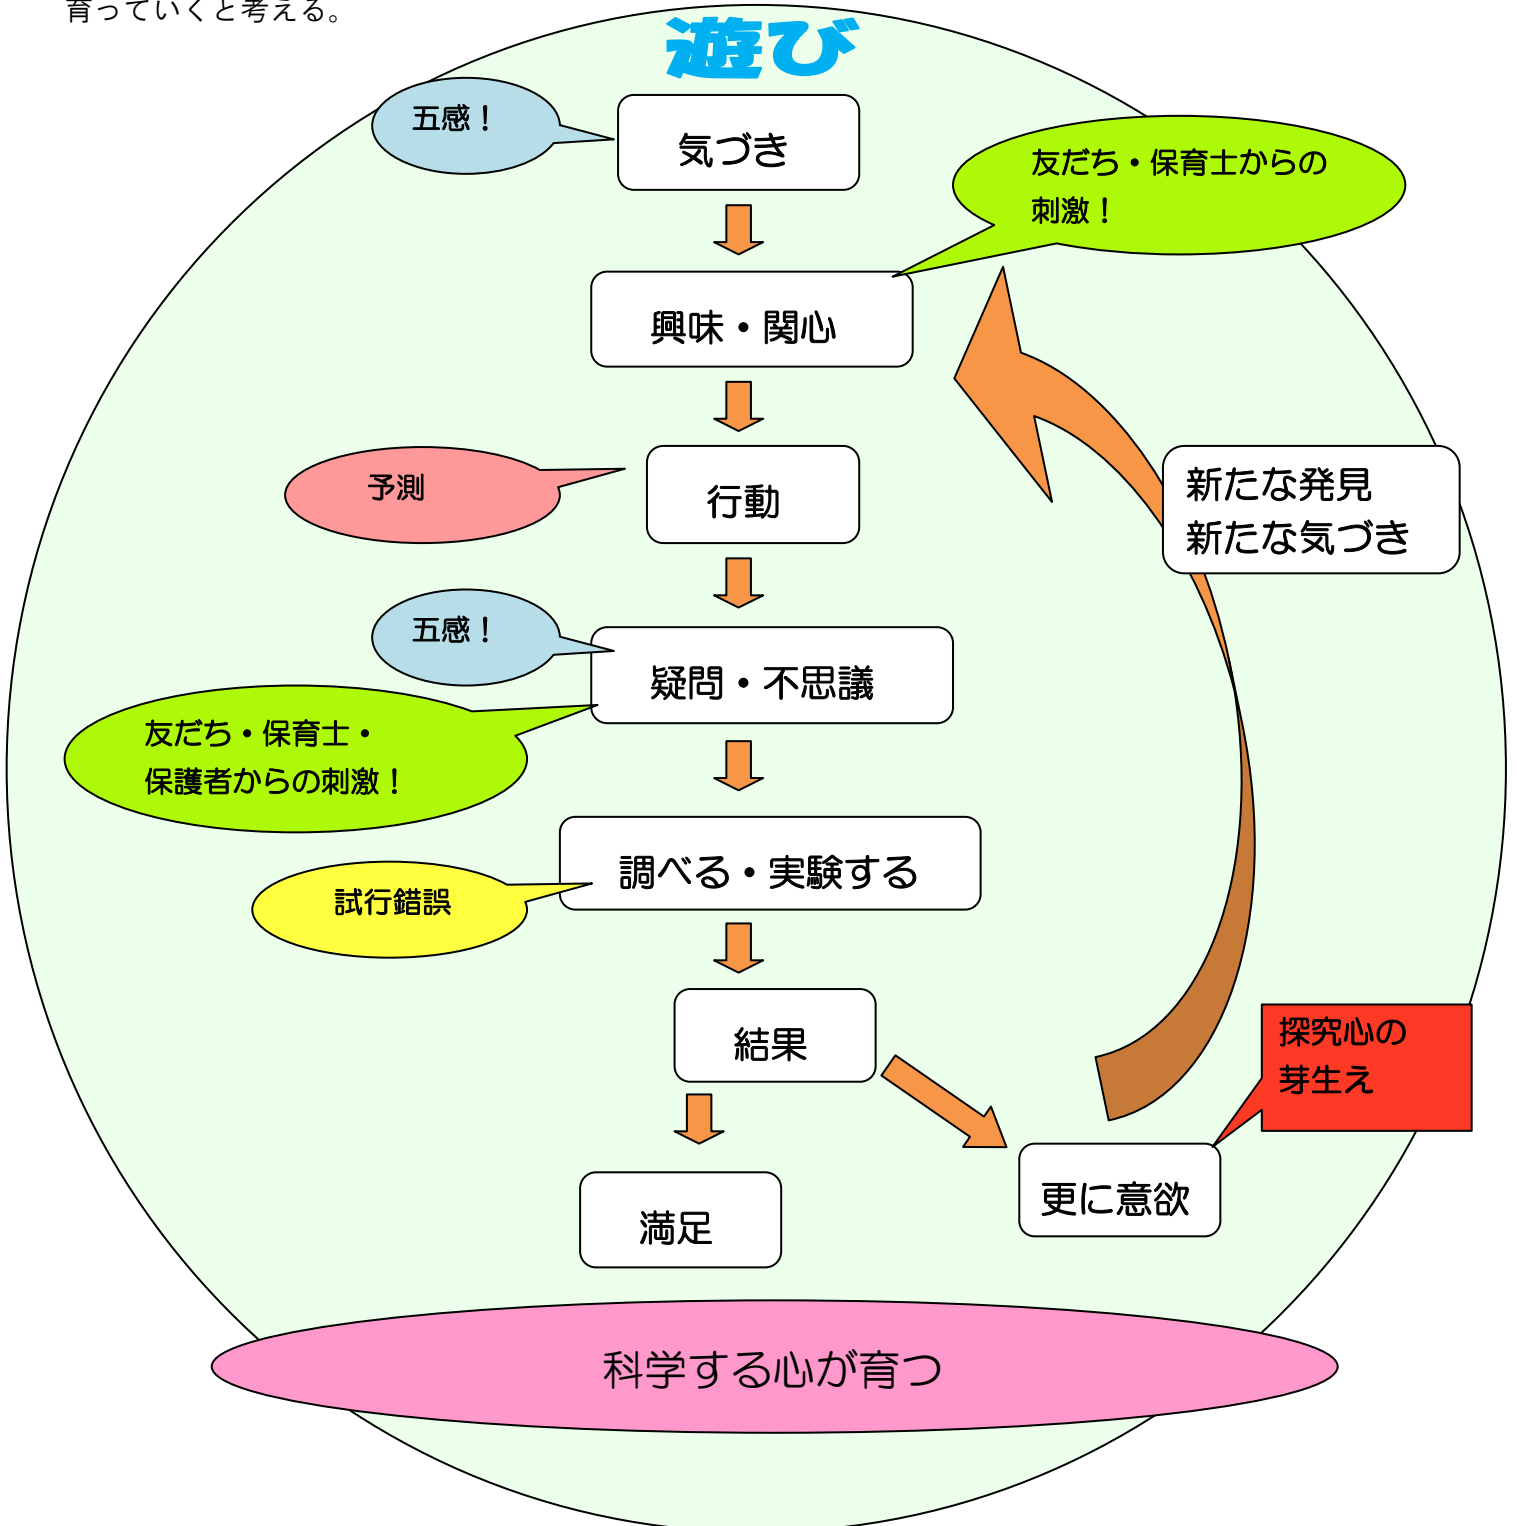 育っていくと考える。
遊び
五感！
気づき
友だち・保育士からの
刺激！
興味・関心
予測
行動
新たな発見
新たな気づき
五感！
疑問・不思議
友だち・保育士・
保護者からの刺激！
調べる・実験する
試行錯誤
結果
探究心の
芽生え
更に意欲
満足
科学する心が育つ